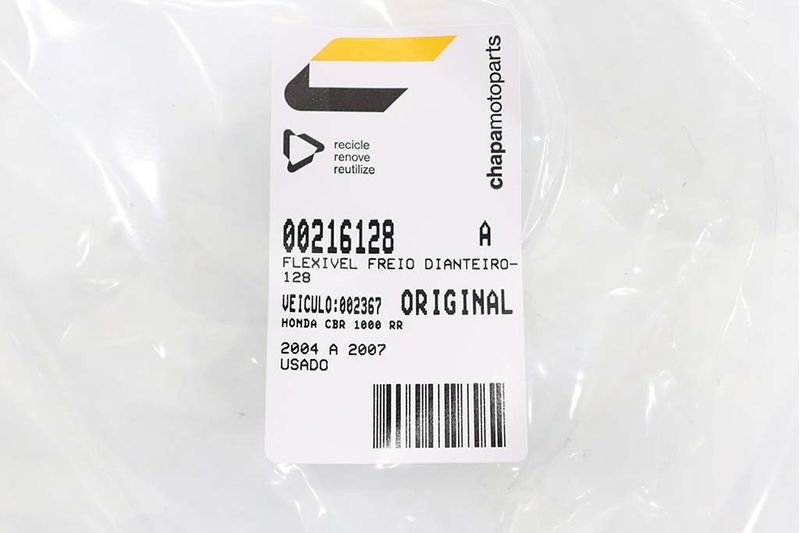 chapamotoparts
recicle
renove
reutilize
00216128 A
FLEXIVEL FREIO DIANTEIRO-
128
VEICULO:002367 ORIGINAL
HONDA CBR 1000 RR
2004 A 2007
USADO